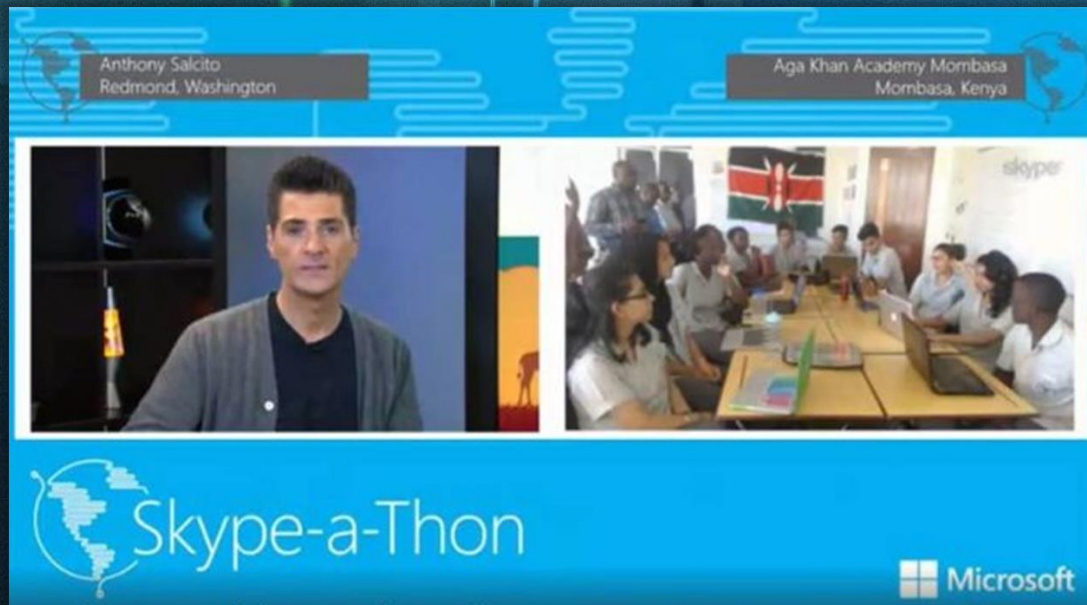 Anthony Salcito
Redmond, Washington
Aga Khan Academy Mombasa
Mombasa, Kenya
skype
Skype-a-Thon
Microsoft